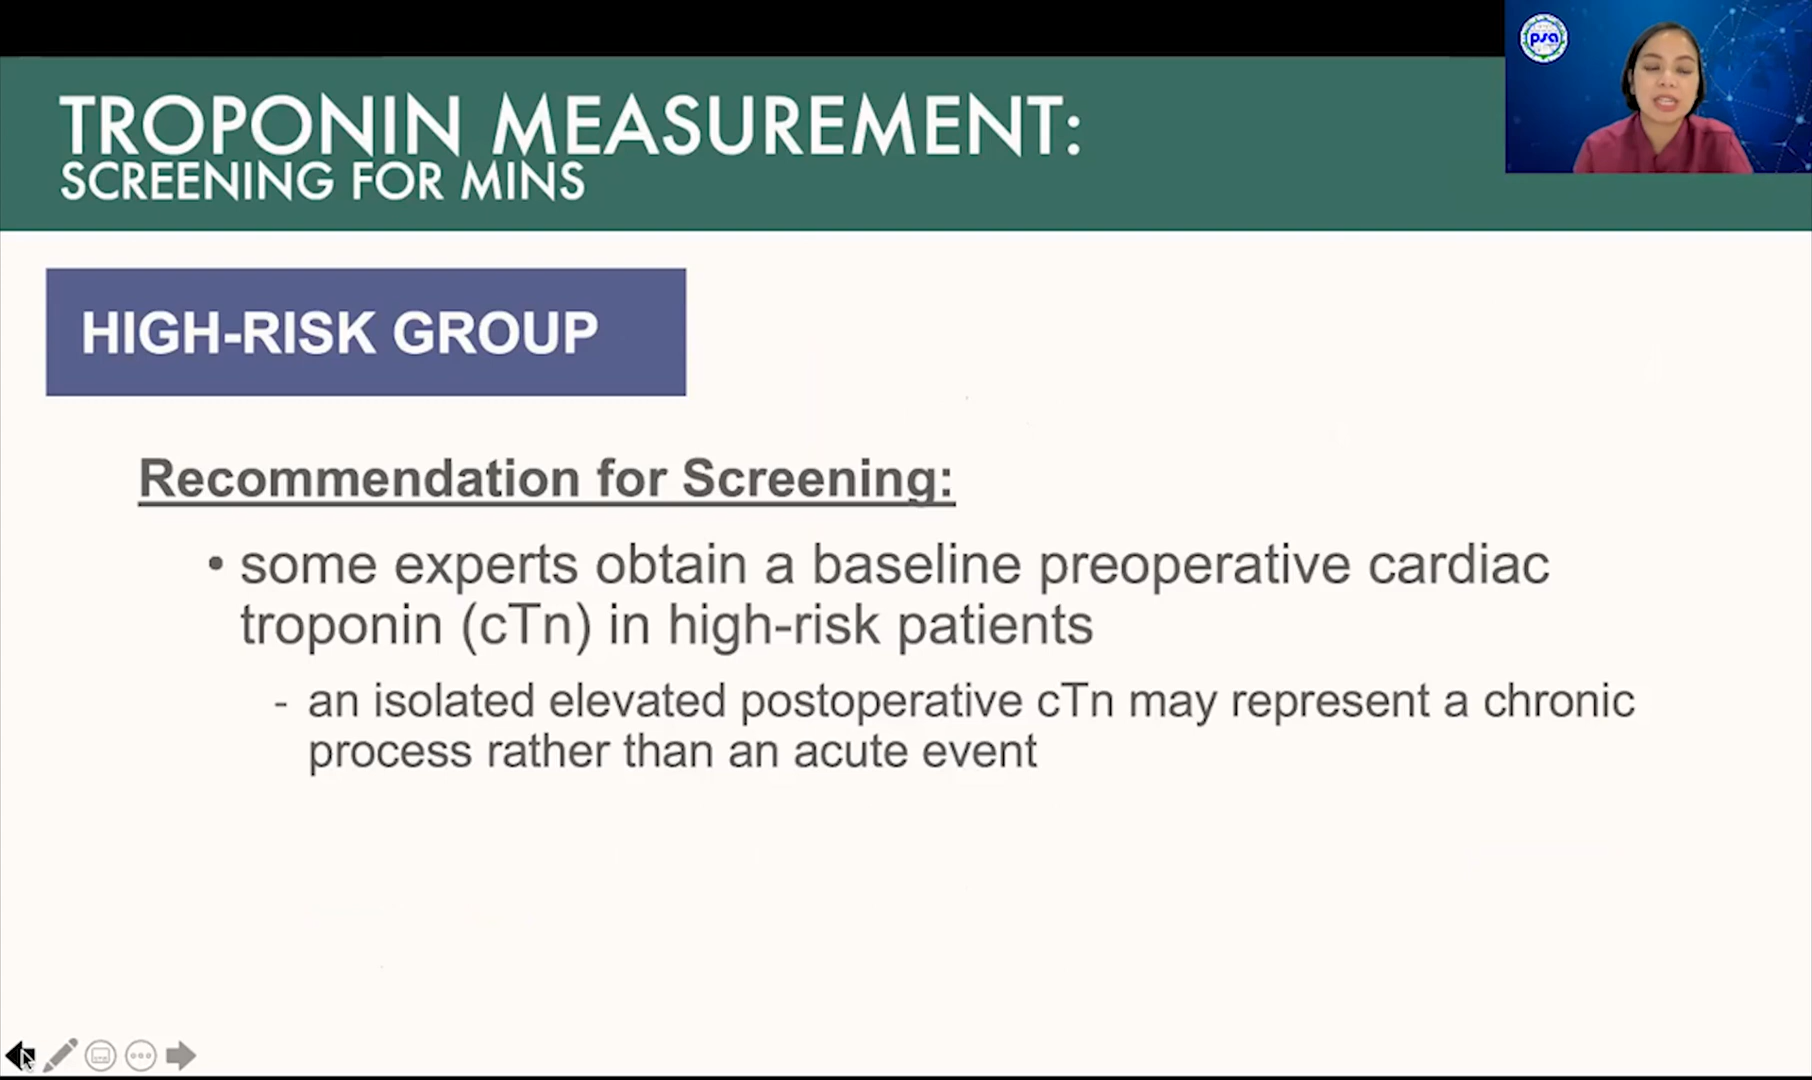 psa
TROPONIN MEASUREMENT:
SCREENING FOR MINS
HIGH-RISK GROUP
Recommendation for Screening:
• some experts obtain a baseline preoperative cardiac
troponin (cTn) in high-risk patients
- an isolated elevated postoperative cTn may represent a chronic
process rather than an acute event